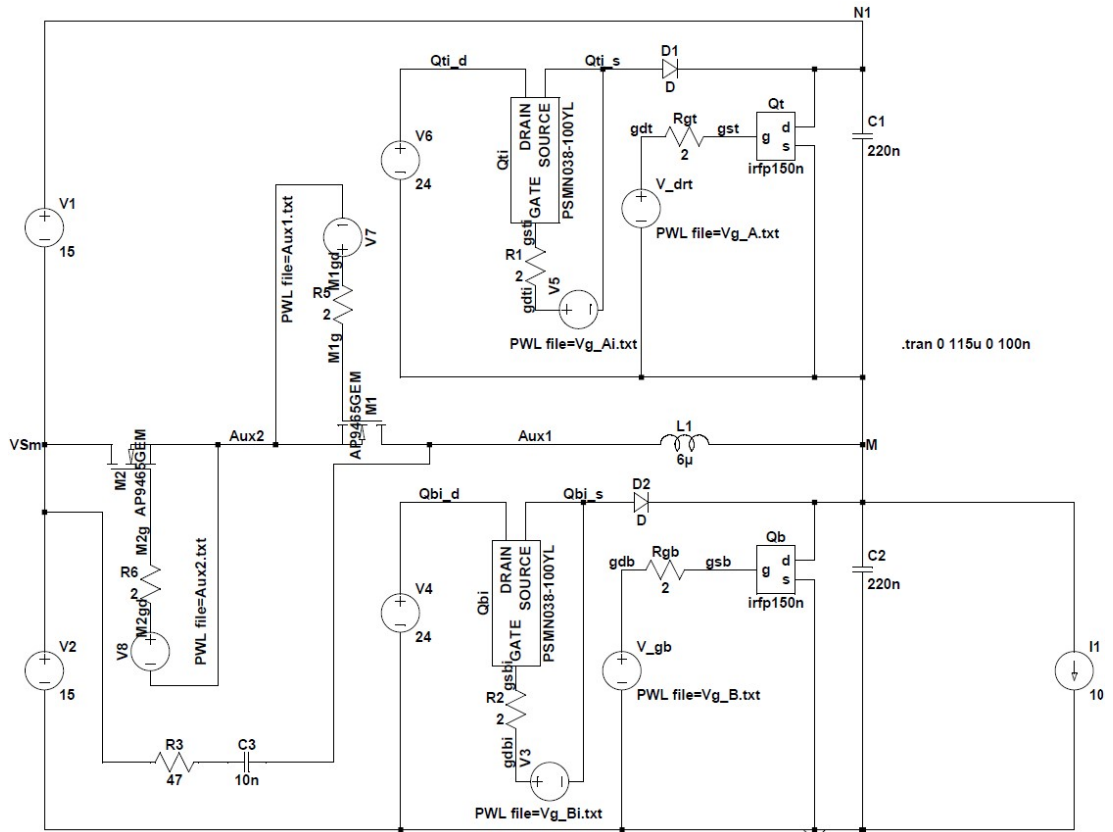 N1
Qti_d
Qti_s
D1
D
V6
24
DRAIN
SOURCE
GATE
Qti
PSMN038-100YL
gdt
Rgt
2
gst
Qt
g
d
s
irfp150n
C1
220n
V_drt
PWL file=Vg_A.txt
V1
15
PWL file=Aux1.txt
V7
M1gd
R5
2
M1g
gsti
R1
2
gdti
V5
PWL file=Vg_Ai.txt
.tran 0 115u 0 100n
AP9465GEM
M1
VSm
Aux2
Aux1
L1
6µ
M
M2
AP9465GEM
M2g
R6
2
M2gd
V8
PWL file=Aux2.txt
Qbi_d
Qbi_s
D2
D
V4
24
DRAIN
SOURCE
GATE
Qbi
PSMN038-100YL
gdb
Rgb
2
gsb
Qb
g
d
s
irfp150n
C2
220n
V2
15
V_gb
PWL file=Vg_B.txt
I1
10
gsbi
R2
2
gdbi
V3
PWL file=Vg_Bi.txt
R3
47
C3
10n